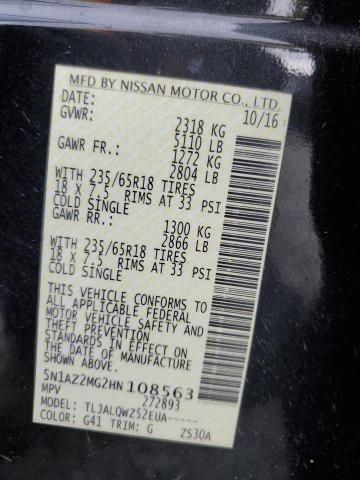 MFD BY NISSAN MOTOR CO., LTD.
DATE: 10/16
GVWR: 2318 KG
5110 LB
GAWR FR.: 1272 KG
2804 LB
WITH 235/65R18 TIRES
18 X 7.5 RIMS AT 33 PSI
COLD SINGLE
GAWR RR.: 1300 KG
2866 LB
WITH 235/65R18 TIRES
18 X 7.5 RIMS AT 33 PSI
COLD SINGLE
THIS VEHICLE CONFORMS TO
ALL APPLICABLE FEDERAL
MOTOR VEHICLE SAFETY AND
THEFT PREVENTION
STANDARDS IN EFFECT ON
THE DATE OF MANUFACTURE
SHOWN ABOVE.
5N1AZ2MG2HN108563
MPV 272893
TLJALQWZ52EUA-----
COLOR: G41 TRIM: G ZS30A